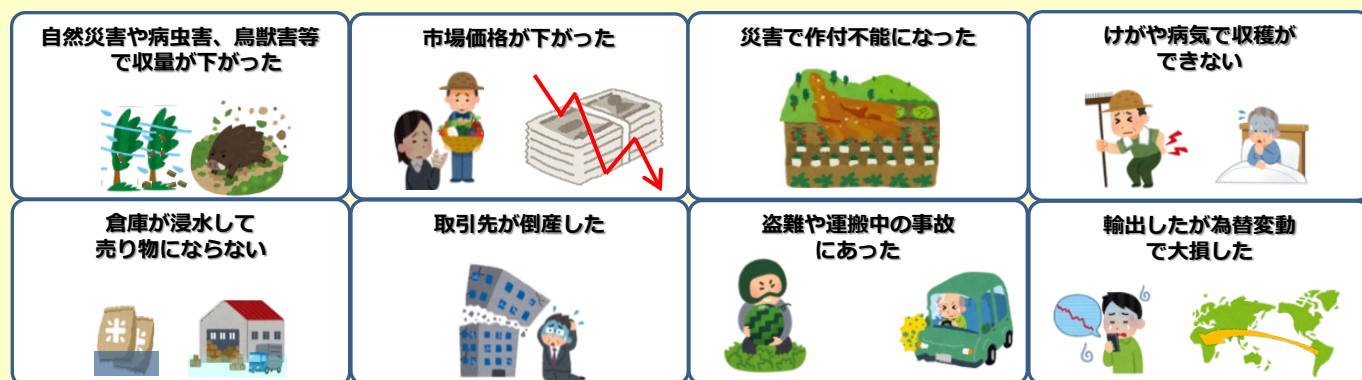 自然災害や病虫害、鳥獣害等
で収量が下がった
市場価格が下がった
災害で作付不能になった
けがや病気で収穫が
できない
倉庫が浸水して
売り物にならない
米
取引先が倒産した
盗難や運搬中の事故
にあった
輸出したが為替変動
で大損した